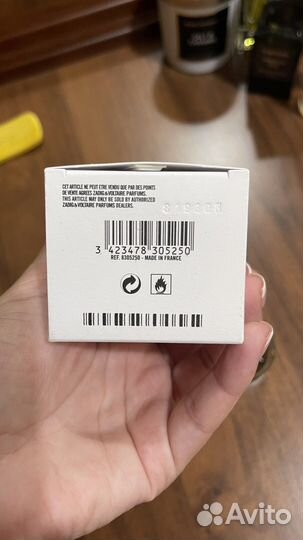 CET ARTICLE NE PEUT ETRE VENDU QUE PAR DES POINTS
DE VENTE AGREES ZADIG&VOLTAIRE PARFUMS.
THIS ARTICLE MAY ONLY BE SOLD BY AUTHORIZED
ZADIG&VOLTAIRE PARFUMS DEALERS.
3 423478 305250
REF. 8305250 - MADE IN FRANCE
Avito